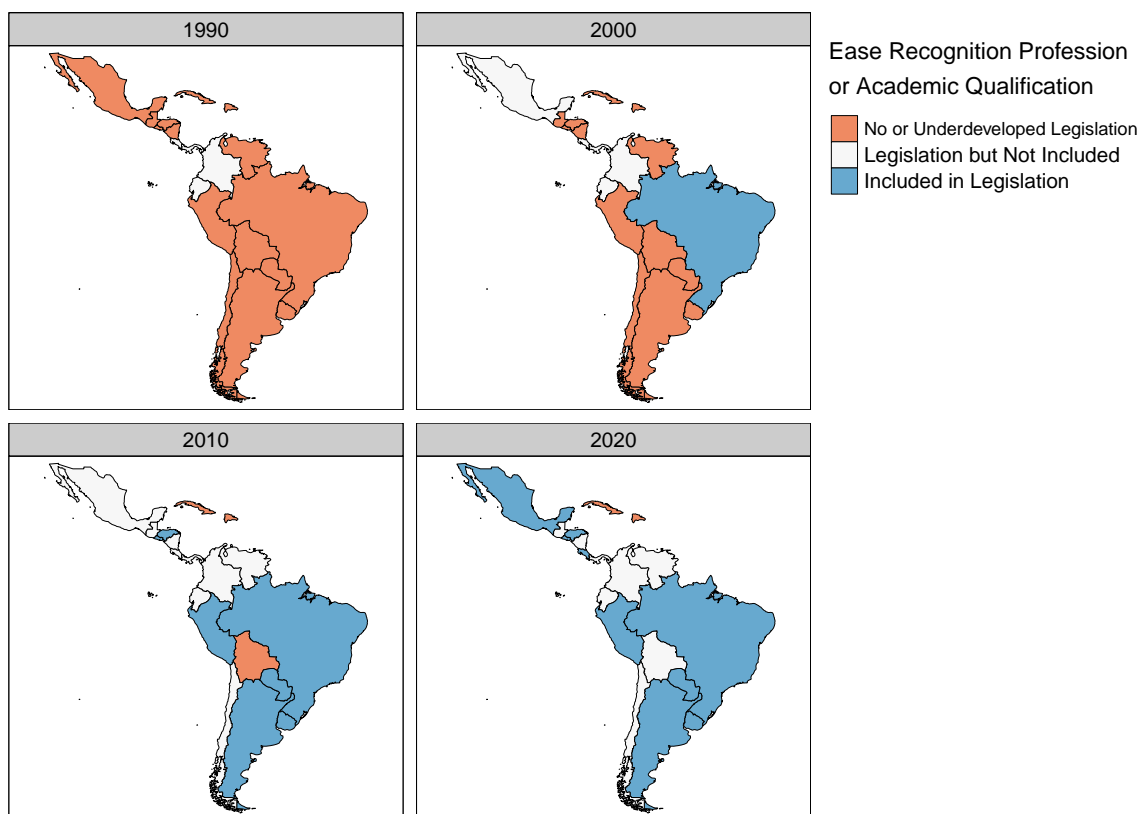 1990
2000
Ease Recognition Profession
or Academic Qualification
No or Underdeveloped Legislation
Legislation but Not Included
Included in Legislation
2010
2020